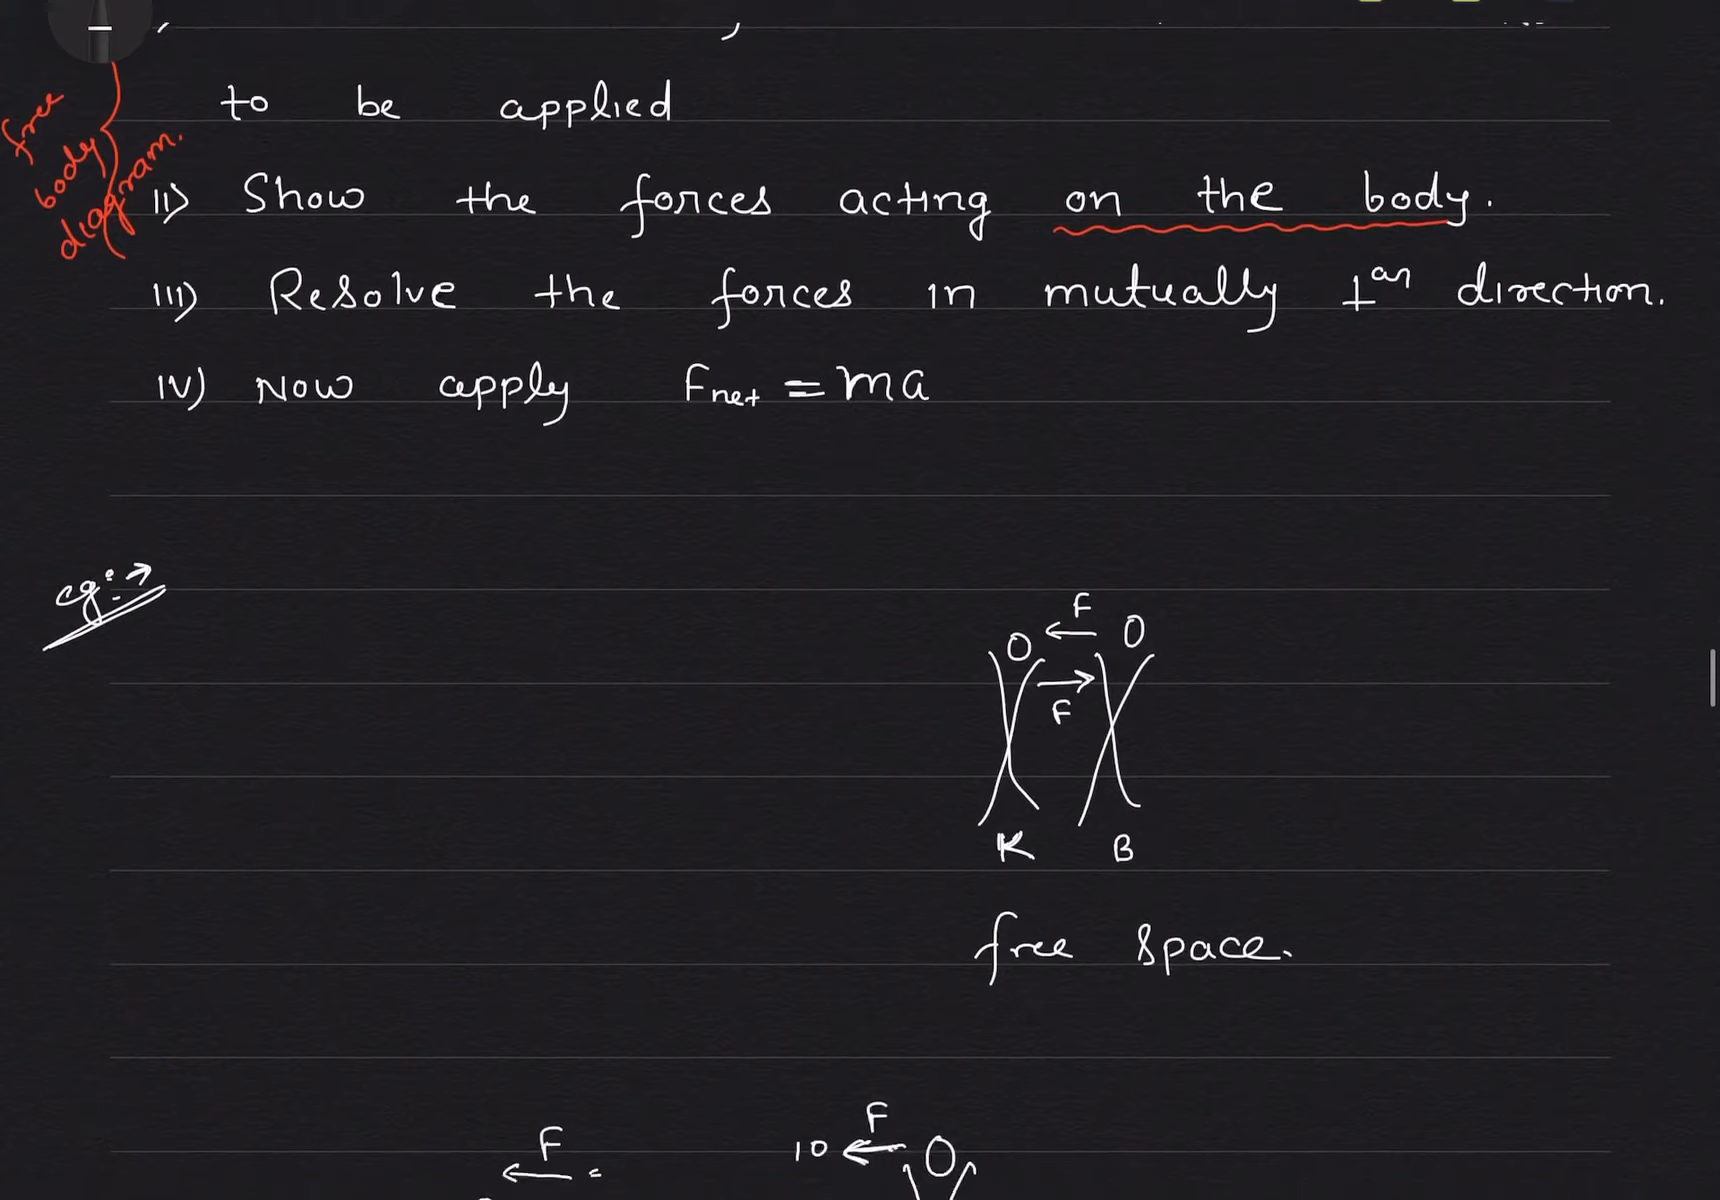 to be applied
free
body
diagram.
II) Show the forces acting on the body.
III) Resolve the forces in mutually ⊥ar direction.
IV) Now apply Fnet = ma
eg:→
F
F
K B
free space.
F
F
10